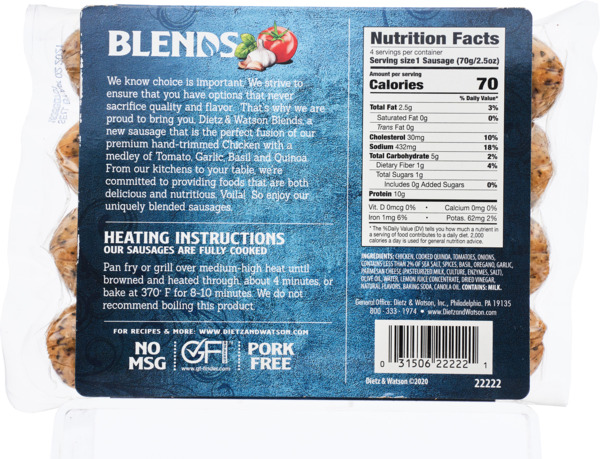 BLENDS
We know choice is important. We strive to
ensure that you have options that never
sacrifice quality and flavor. That's why we are
proud to bring you, Dietz & Watson Blends, a
new sausage that is the perfect fusion of our
premium hand-trimmed Chicken with a
medley of Tomato, Garlic, Basil and Quinoa.
From our kitchens to your table, we're
committed to providing foods that are both
delicious and nutritious. Voila! So enjoy our
uniquely blended sausages.
HEATING INSTRUCTIONS
OUR SAUSAGES ARE FULLY COOKED
Pan fry or grill over medium-high heat until
browned and heated through, about 4 minutes, or
bake at 370° F for 8-10 minutes. We do not
recommend boiling this product.
FOR RECIPES & MORE: WWW.DIETZANDWATSON.COM
NO
MSG
GFI
www.gf-finder.com
PORK
FREE
Nutrition Facts
4 servings per container
Serving size1 Sausage (70g/2.5oz)
Amount per serving
Calories 70
% Daily Value*
Total Fat 2.5g 3%
Saturated Fat 0g 0%
Trans Fat 0g
Cholesterol 30mg 10%
Sodium 432mg 18%
Total Carbohydrate 5g 2%
Dietary Fiber 1g 4%
Total Sugars 1g
Includes 0g Added Sugars 0%
Protein 10g
Vit. D 0mcg 0% • Calcium 0mg 0%
Iron 1mg 6% • Potas. 62mg 2%
* The %Daily Value (DV) tells you how much a nutrient in
a serving of food contributes to a daily diet. 2,000
calories a day is used for general nutrition advice.
INGREDIENTS: CHICKEN, COOKED QUINOA, TOMATOES, ONIONS,
CONTAINS LESS THAN 2% OF SEA SALT, SPICES, BASIL, OREGANO, GARLIC,
PARMESAN CHEESE, (PASTEURIZED MILK, CULTURE, ENZYMES, SALT),
OLIVE OIL, WATER, LEMON JUICE CONCENTRATE, DRIED VINEGAR,
NATURAL FLAVORS, BAKING SODA, CANOLA OIL. CONTAINS: MILK.
General Office: Dietz & Watson, Inc., Philadelphia, PA 19135
800 · 333 · 1974 • www.DietzandWatson.com
0 31506 22222 1
Dietz & Watson ©2020
22222